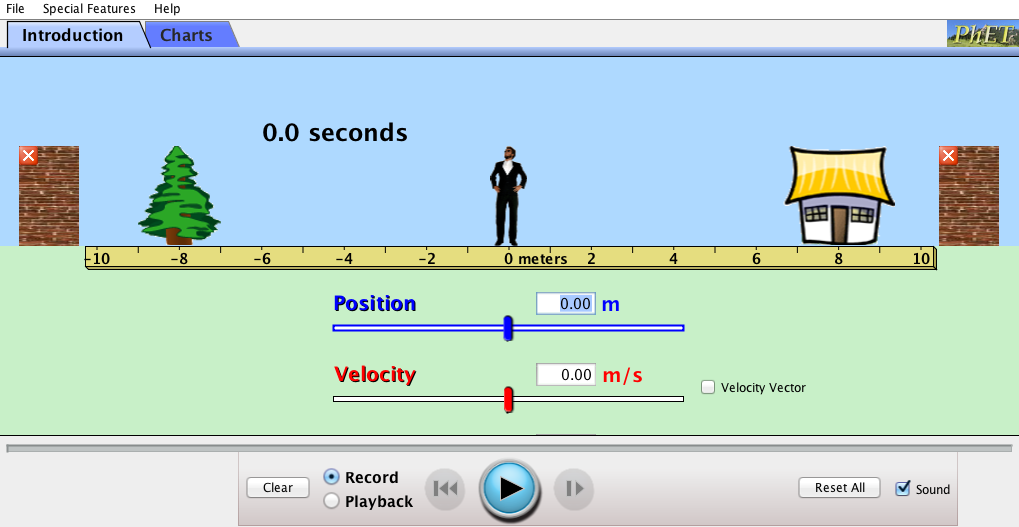 File Special Features Help
Introduction Charts PhET
0.0 seconds
-10 -8 -6 -4 -2 0 meters 2 4 6 8 10
Position 0.00 m
Velocity 0.00 m/s
Velocity Vector
Clear Record Reset All Sound
Playback